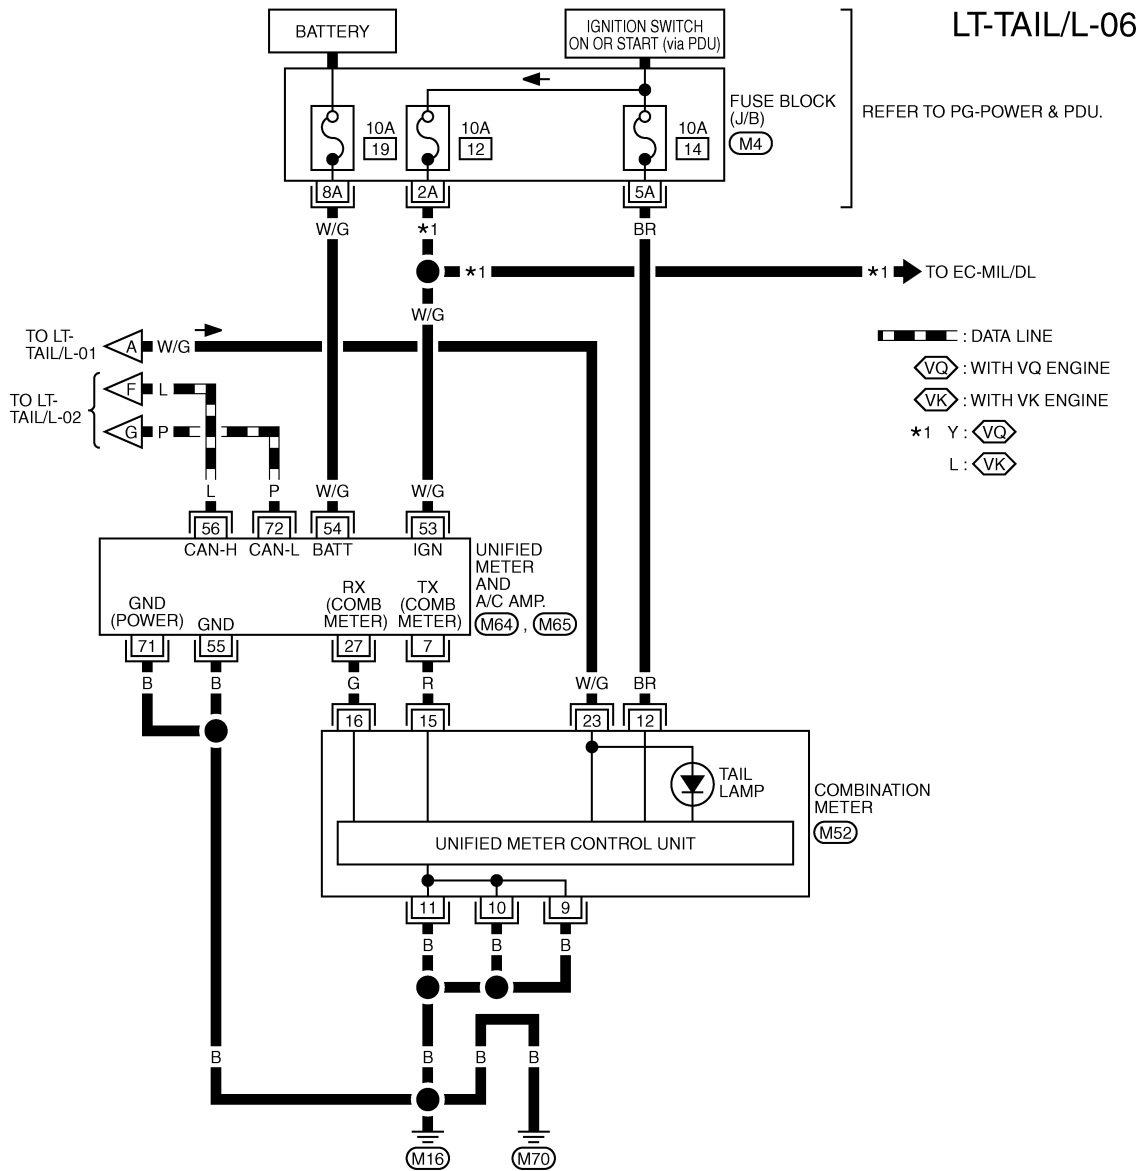 LT-TAIL/L-06
BATTERY
IGNITION SWITCH
ON OR START (via PDU)
FUSE BLOCK
(J/B)
M4
REFER TO PG-POWER & PDU.
10A
19
10A
12
10A
14
8A
2A
5A
W/G
*1
BR
*1
*1
TO EC-MIL/DL
W/G
TO LT-
TAIL/L-01
A
W/G
TO LT-
TAIL/L-02
F
L
G
P
: DATA LINE
VQ : WITH VQ ENGINE
VK : WITH VK ENGINE
*1 Y : VQ
L : VK
L
P
W/G
W/G
56
72
54
53
CAN-H
CAN-L
BATT
IGN
UNIFIED
METER
AND
A/C AMP.
M64 , M65
GND
(POWER)
GND
RX
(COMB
METER)
TX
(COMB
METER)
71
55
27
7
B
B
G
R
W/G
BR
16
15
23
12
TAIL
LAMP
COMBINATION
METER
M52
UNIFIED METER CONTROL UNIT
11
10
9
B
B
B
B
B
B
B
M16
M70